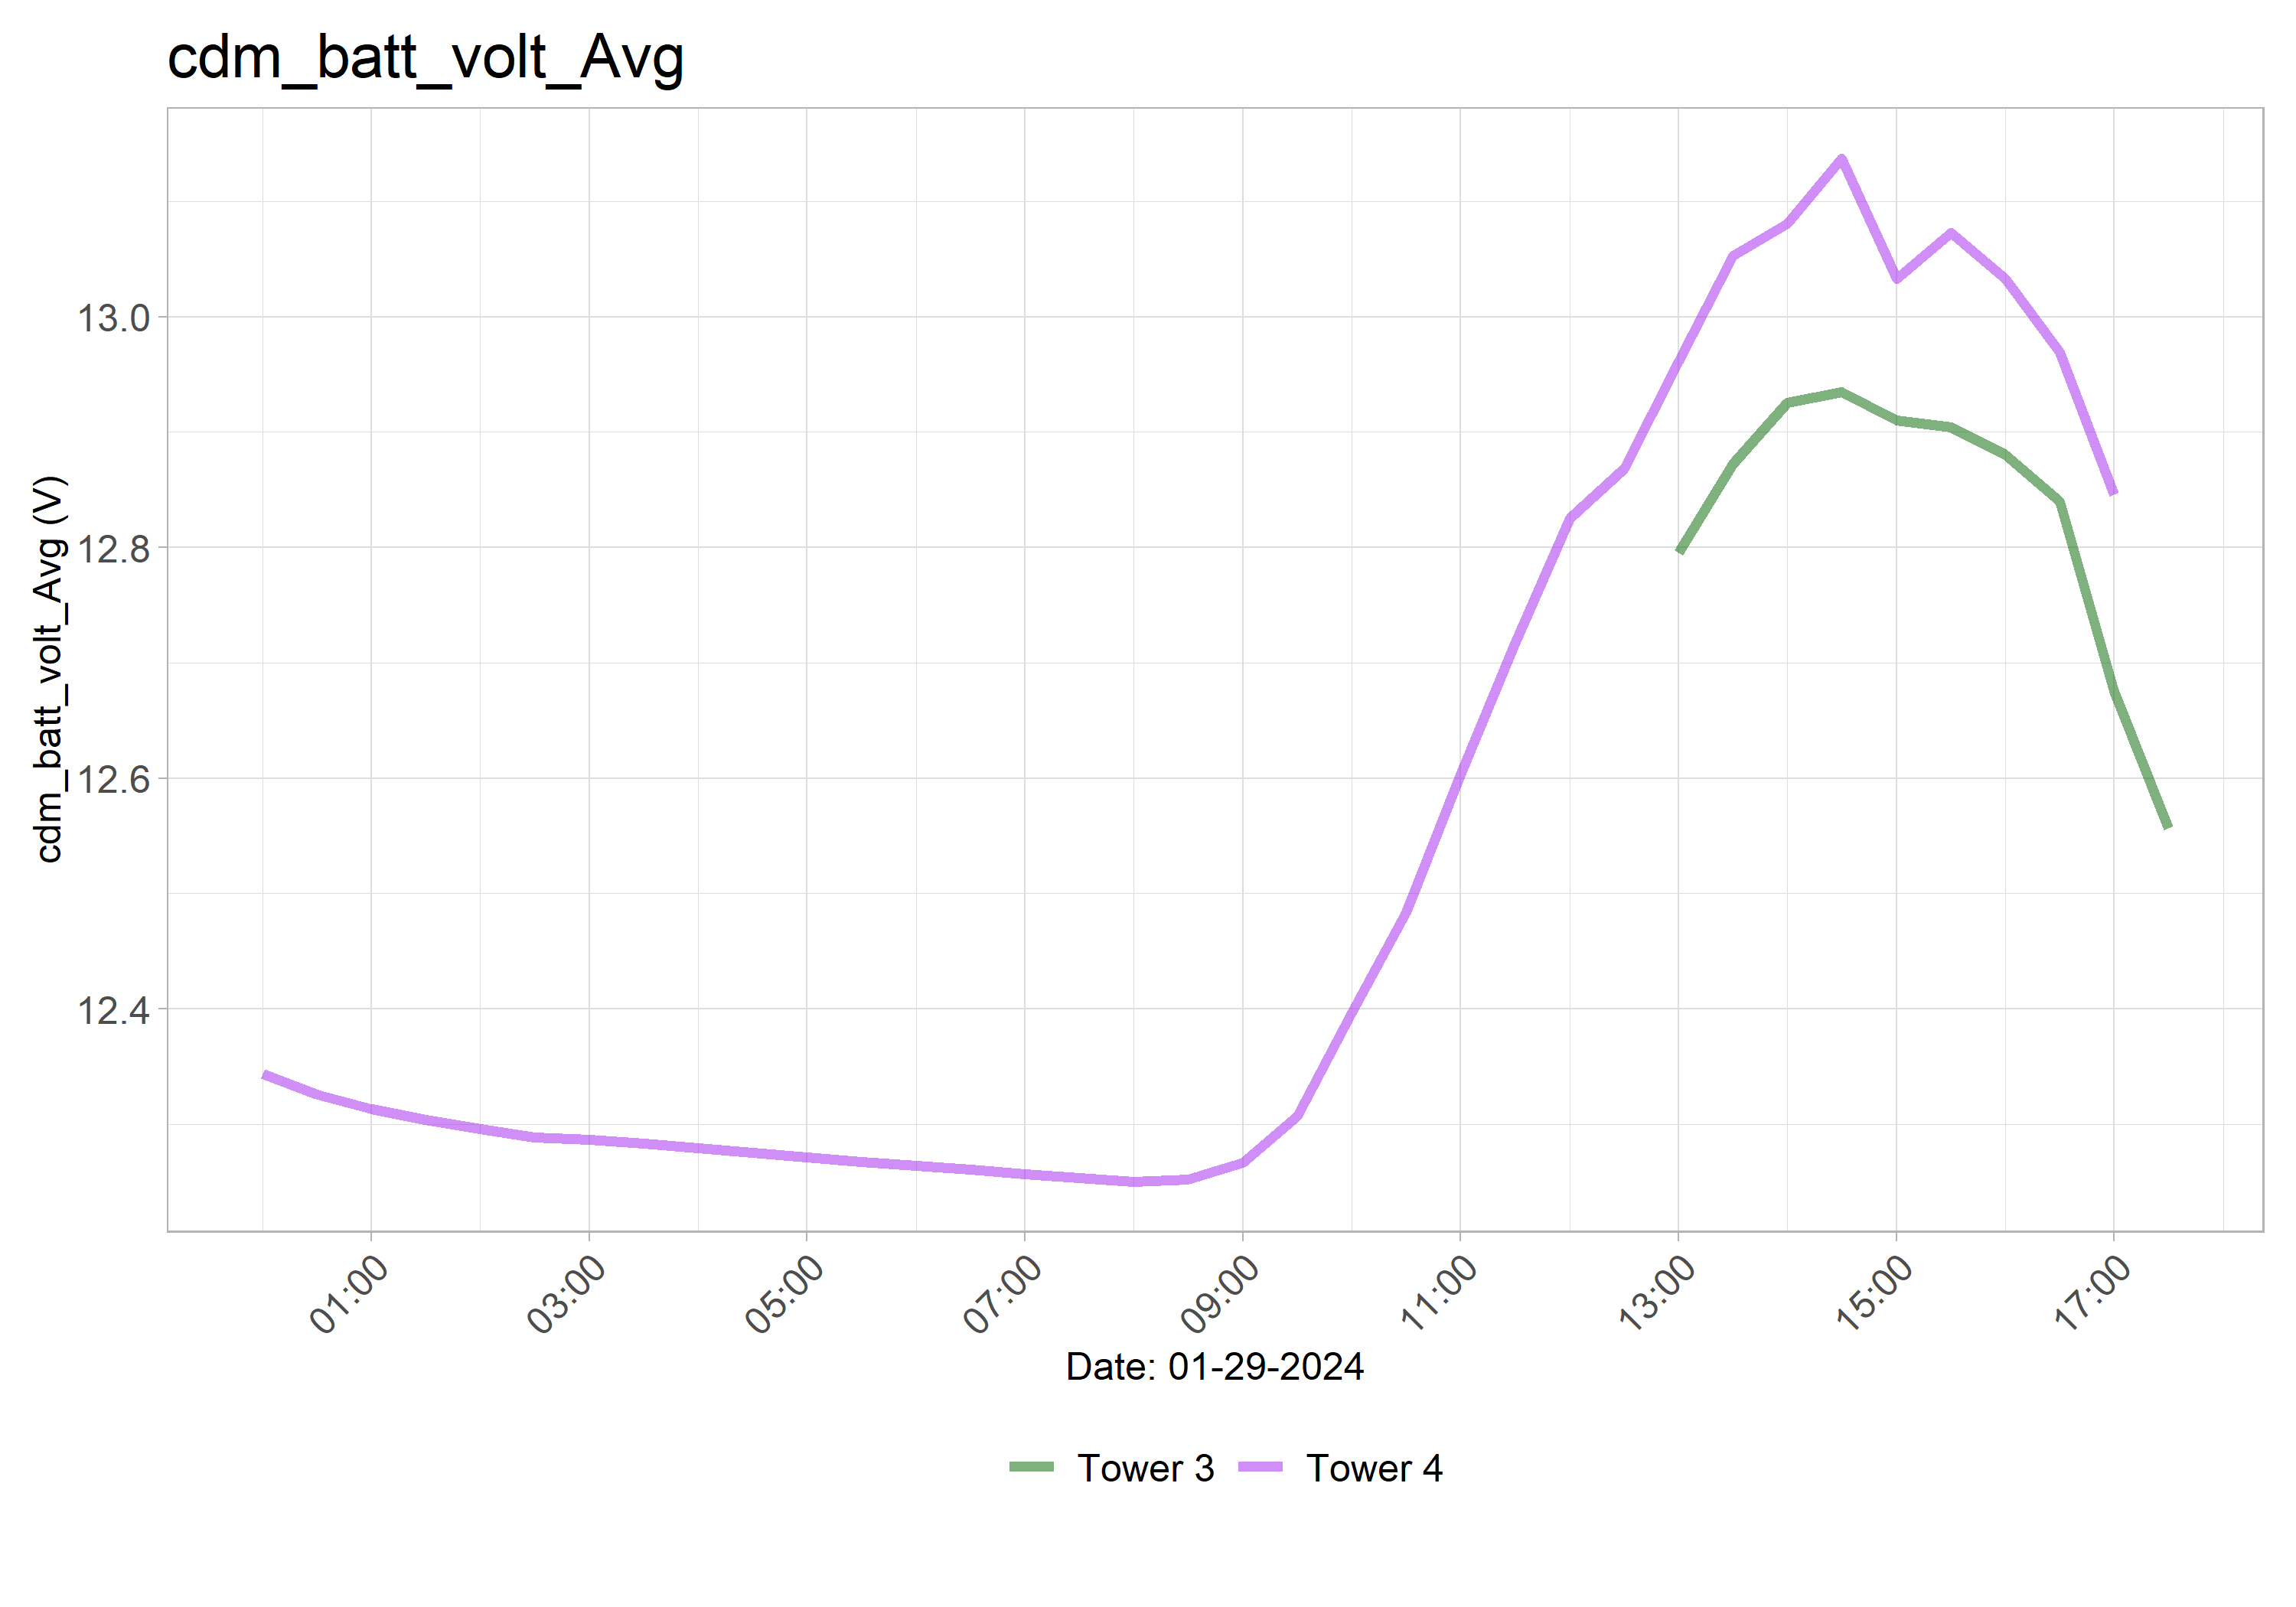 cdm_batt_volt_Avg
cdm_batt_volt_Avg (V)
13.0
12.8
12.6
12.4
01:00
03:00
05:00
07:00
09:00
11:00
13:00
15:00
17:00
Date: 01-29-2024
Tower 3
Tower 4